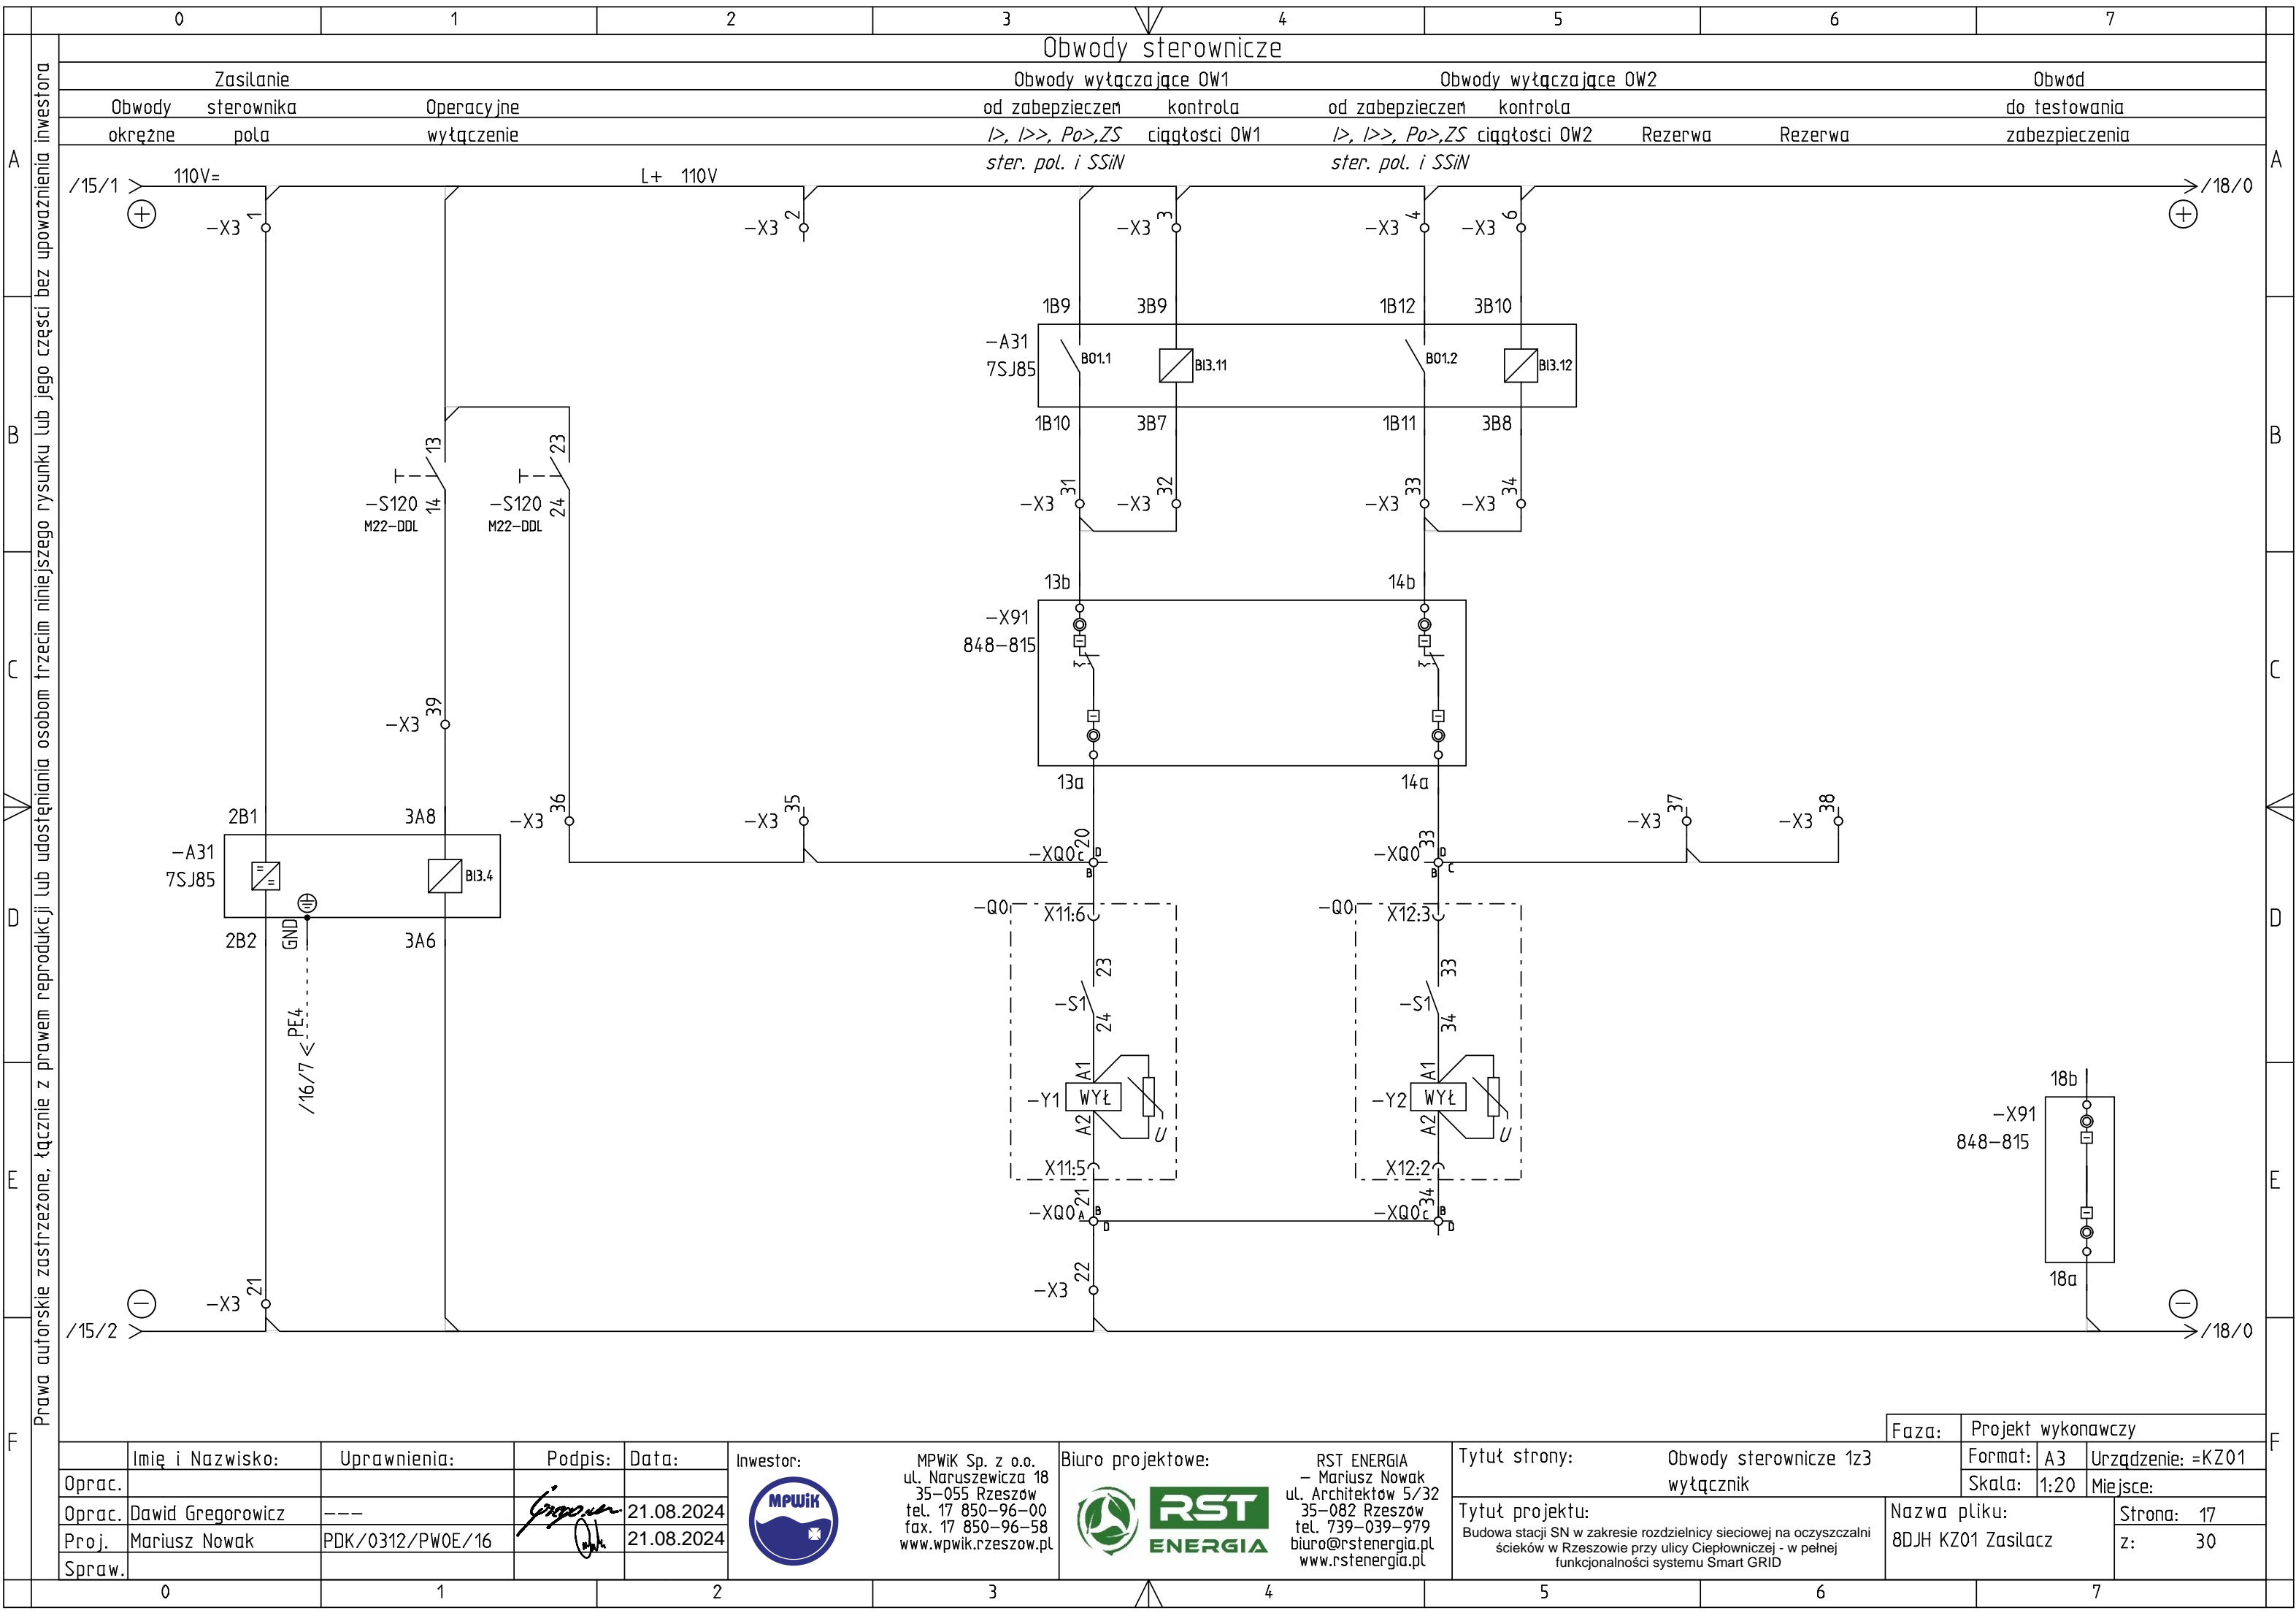 0 1 2 3 4 5 6 7
Obwody sterownicze
Zasilanie Obwody wyłączające OW1 Obwody wyłączające OW2 Obwód
Obwody sterownika Operacyjne od zabezpieczeń kontrola od zabezpieczeń kontrola do testowania
okrężne pola wyłączenie I>, I>>, Po>,ZS ciągłości OW1 I>, I>>, Po>,ZS ciągłości OW2 Rezerwa Rezerwa zabezpieczenia
ster. pol. i SSiN ster. pol. i SSiN
A A
/15/1 110V= L+ 110V /18/0
+ +
-X3 1 -X3 2 -X3 3 -X3 4 -X3 6
1B9 3B9 1B12 3B10
-A31
7SJ85
BO1.1 BI3.11 BO1.2 BI3.12
1B10 3B7 1B11 3B8
B B
13 23
-S120 14 -S120 24
M22-DDL M22-DDL
-X3 31 -X3 32 -X3 33 -X3 34
13b 14b
-X91
848-815
C C
-X3 39
13a 14a
2B1 3A8 -X3 36 -X3 35 -X3 37 -X3 38
-A31
7SJ85
BI3.4
-XQ0 20 C D B -XQ0 33 D B C
D D
2B2 GND 3A6
-Q0 X11:6 -Q0 X12:3
23 33
-S1 -S1
24 34
PE4
/16/7
A1 A1
-Y1 WYŁ -Y2 WYŁ
A2 U A2 U
X11:5 X12:2
E E
-XQ0 21 A B D -XQ0 34 C B D
18b
-X91
848-815
18a
-X3 21 -X3 22
- -
/15/2 /18/0
F F
Prawa autorskie zastrzeżone, łącznie z prawem reprodukcji lub udostęniania osobom trzecim niniejszego rysunku lub jego części bez upoważnienia inwestora
Faza: Projekt wykonawczy
Imię i Nazwisko: Uprawnienia: Podpis: Data:
Oprac.
Oprac. Dawid Gregorowicz --- 21.08.2024
Proj. Mariusz Nowak PDK/0312/PWOE/16 21.08.2024
Spraw.
Inwestor:
MPWiK
MPWiK Sp. z o.o.
ul. Naruszewicza 18
35-055 Rzeszów
tel. 17 850-96-00
fax. 17 850-96-58
www.wpwik.rzeszow.pl
Biuro projektowe:
RST
ENERGIA
RST ENERGIA
- Mariusz Nowak
ul. Architektów 5/32
35-082 Rzeszów
tel. 739-039-979
biuro@rstenergia.pl
www.rstenergia.pl
Tytuł strony: Obwody sterownicze 1z3
wyłącznik
Tytuł projektu:
Budowa stacji SN w zakresie rozdzielnicy sieciowej na oczyszczalni
ścieków w Rzeszowie przy ulicy Ciepłowniczej - w pełnej
funkcjonalności systemu Smart GRID
Format: A3 Urządzenie: =KZ01
Skala: 1:20 Miejsce:
Nazwa pliku:
8DJH KZ01 Zasilacz
Strona: 17
z: 30
0 1 2 3 4 5 6 7